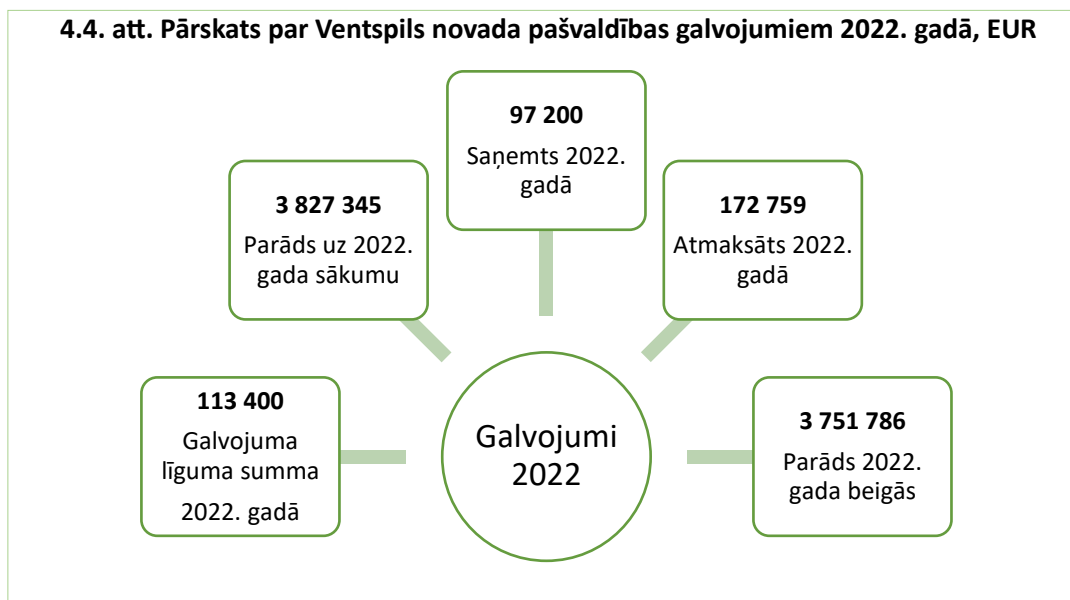 4.4. att. Pārskats par Ventspils novada pašvaldības galvojumiem 2022. gadā, EUR
113 400
Galvojuma
līguma summa
2022. gadā
3 827 345
Parāds uz 2022.
gada sākumu
97 200
Saņemts 2022.
gadā
172 759
Atmaksāts 2022.
gadā
3 751 786
Parāds 2022.
gada beigās
Galvojumi
2022